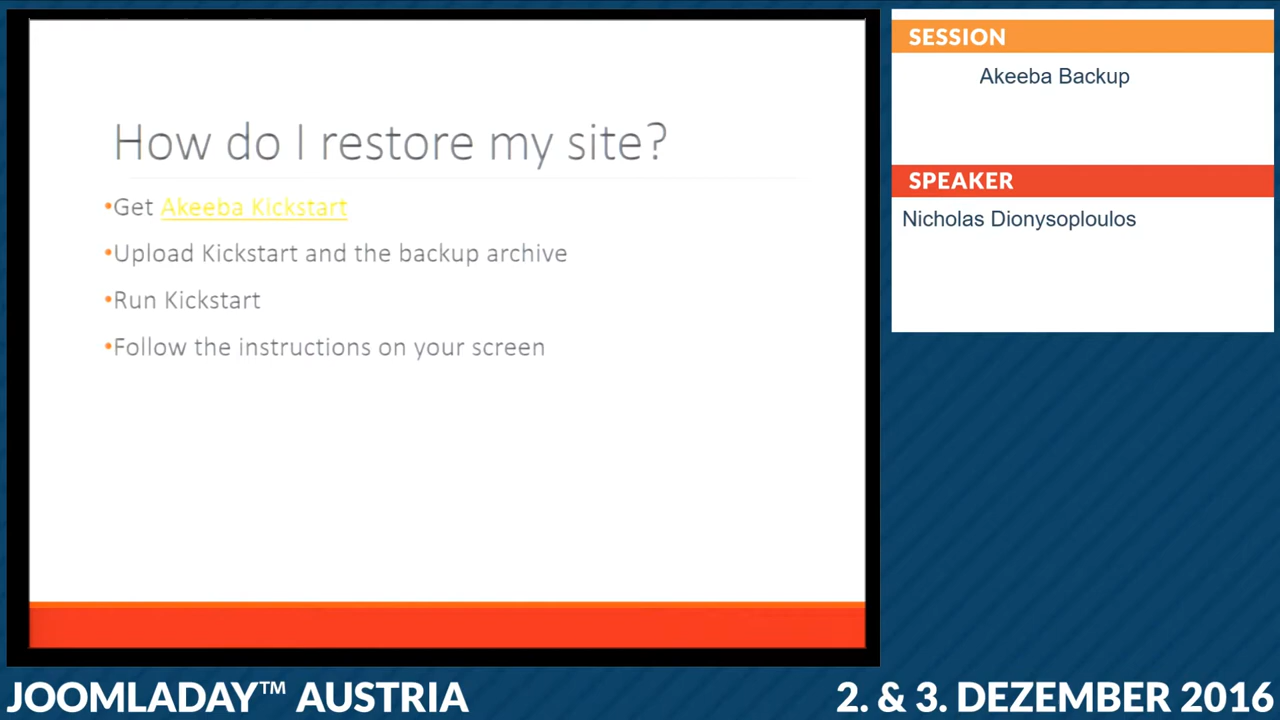 How do I restore my site?
•Get Akeeba Kickstart
•Upload Kickstart and the backup archive
•Run Kickstart
•Follow the instructions on your screen
SESSION
Akeeba Backup
SPEAKER
Nicholas Dionysoploulos
JOOMLADAY™ AUSTRIA
2. & 3. DEZEMBER 2016